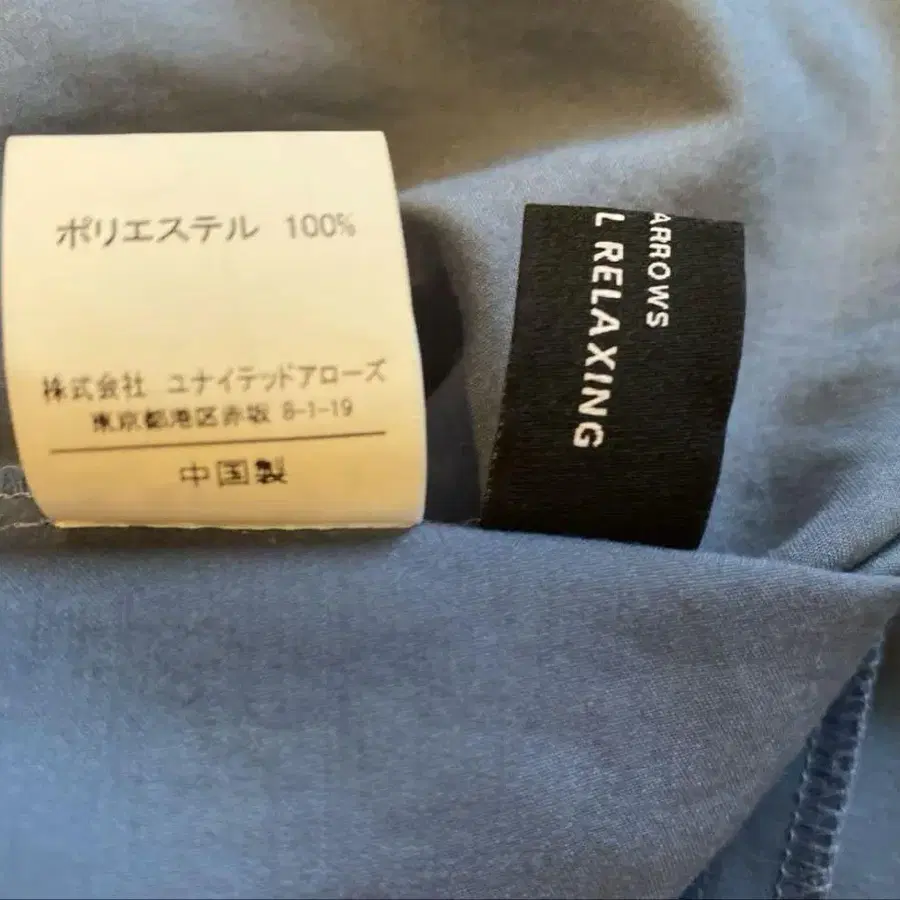 ポリエステル 100%
株式会社 ユナイテッドアローズ
東京都港区赤坂 8-1-19
中国製
ARROWS
L RELAXING